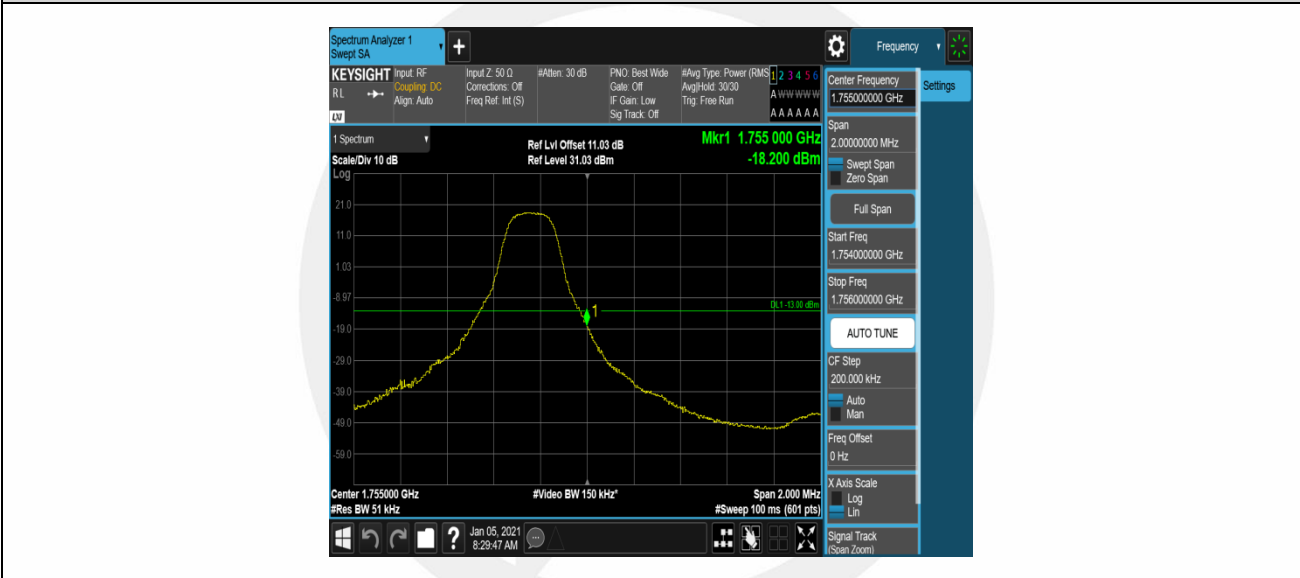 Spectrum Analyzer 1
Swept SA
Frequency
KEYSIGHT
RL
LXI
Input: RF
Coupling: DC
Align: Auto
Input Z: 50 Ω
Corrections: Off
Freq Ref: Int (S)
#Atten: 30 dB
PNO: Best Wide
Gate: Off
IF Gain: Low
Sig Track: Off
#Avg Type: Power (RMS
Avg|Hold: 30/30
Trig: Free Run
1 2 3 4 5 6
A W W W W W
A A A A A A
1 Spectrum
Scale/Div 10 dB
Log
Ref Lvl Offset 11.03 dB
Ref Level 31.03 dBm
Mkr1 1.755 000 GHz
-18.200 dBm
21.0
11.0
1.03
-8.97
DL1 -13.00 dBm
1
-19.0
-29.0
-39.0
-49.0
-59.0
Center 1.755000 GHz
#Res BW 51 kHz
#Video BW 150 kHz*
Span 2.000 MHz
#Sweep 100 ms (601 pts)
Jan 05, 2021
8:29:47 AM
Center Frequency
1.755000000 GHz
Settings
Span
2.00000000 MHz
Swept Span
Zero Span
Full Span
Start Freq
1.754000000 GHz
Stop Freq
1.756000000 GHz
AUTO TUNE
CF Step
200.000 kHz
Auto
Man
Freq Offset
0 Hz
X Axis Scale
Log
Lin
Signal Track
(Span Zoom)